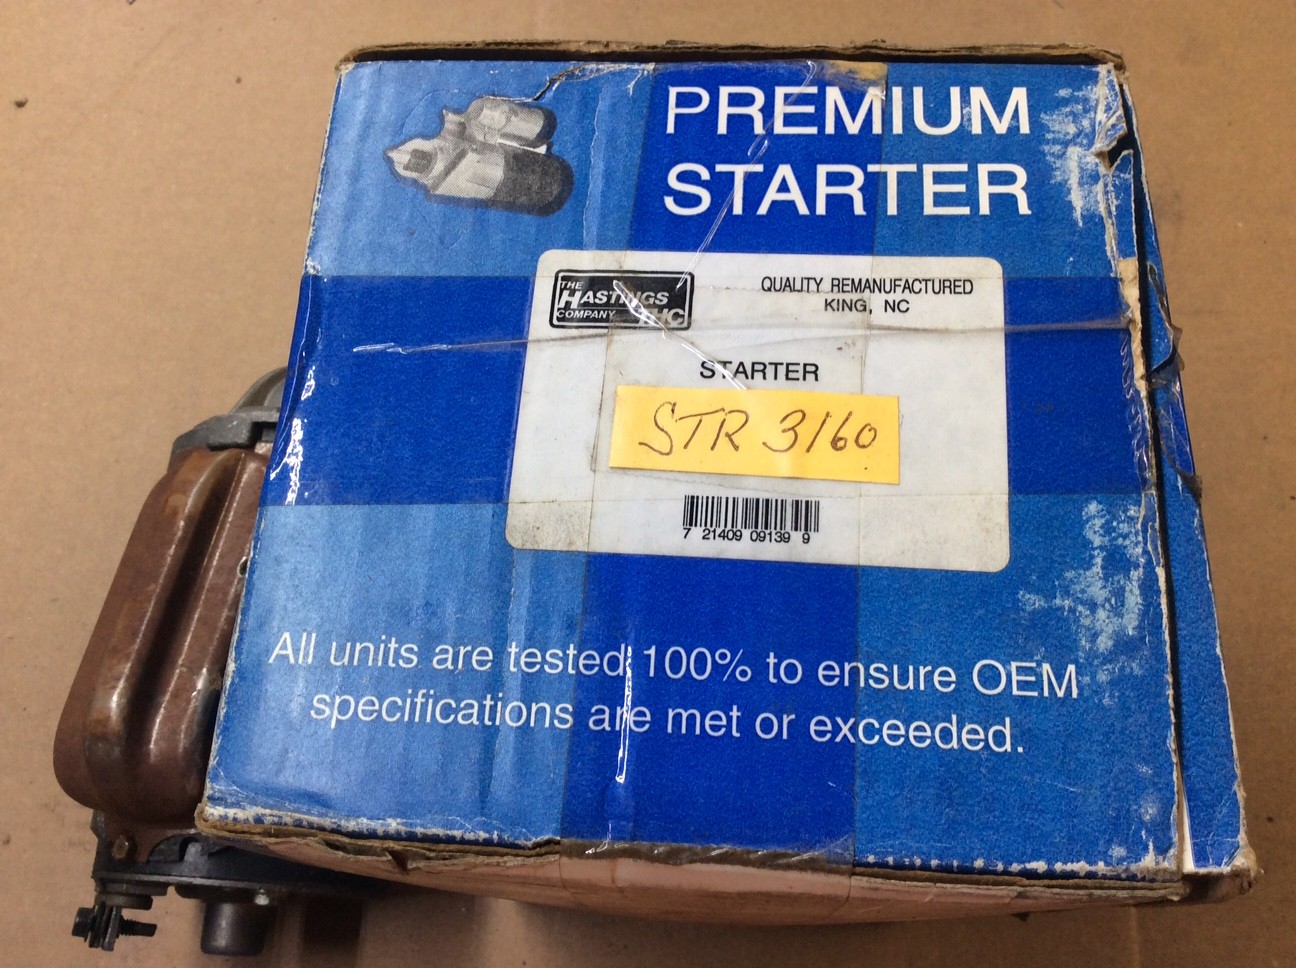 PREMIUM
STARTER
THE
HASTINGS
COMPANY THC
QUALITY REMANUFACTURED
KING, NC
STARTER
STR 3160
7 21409 09139 9
All units are tested 100% to ensure OEM
specifications are met or exceeded.